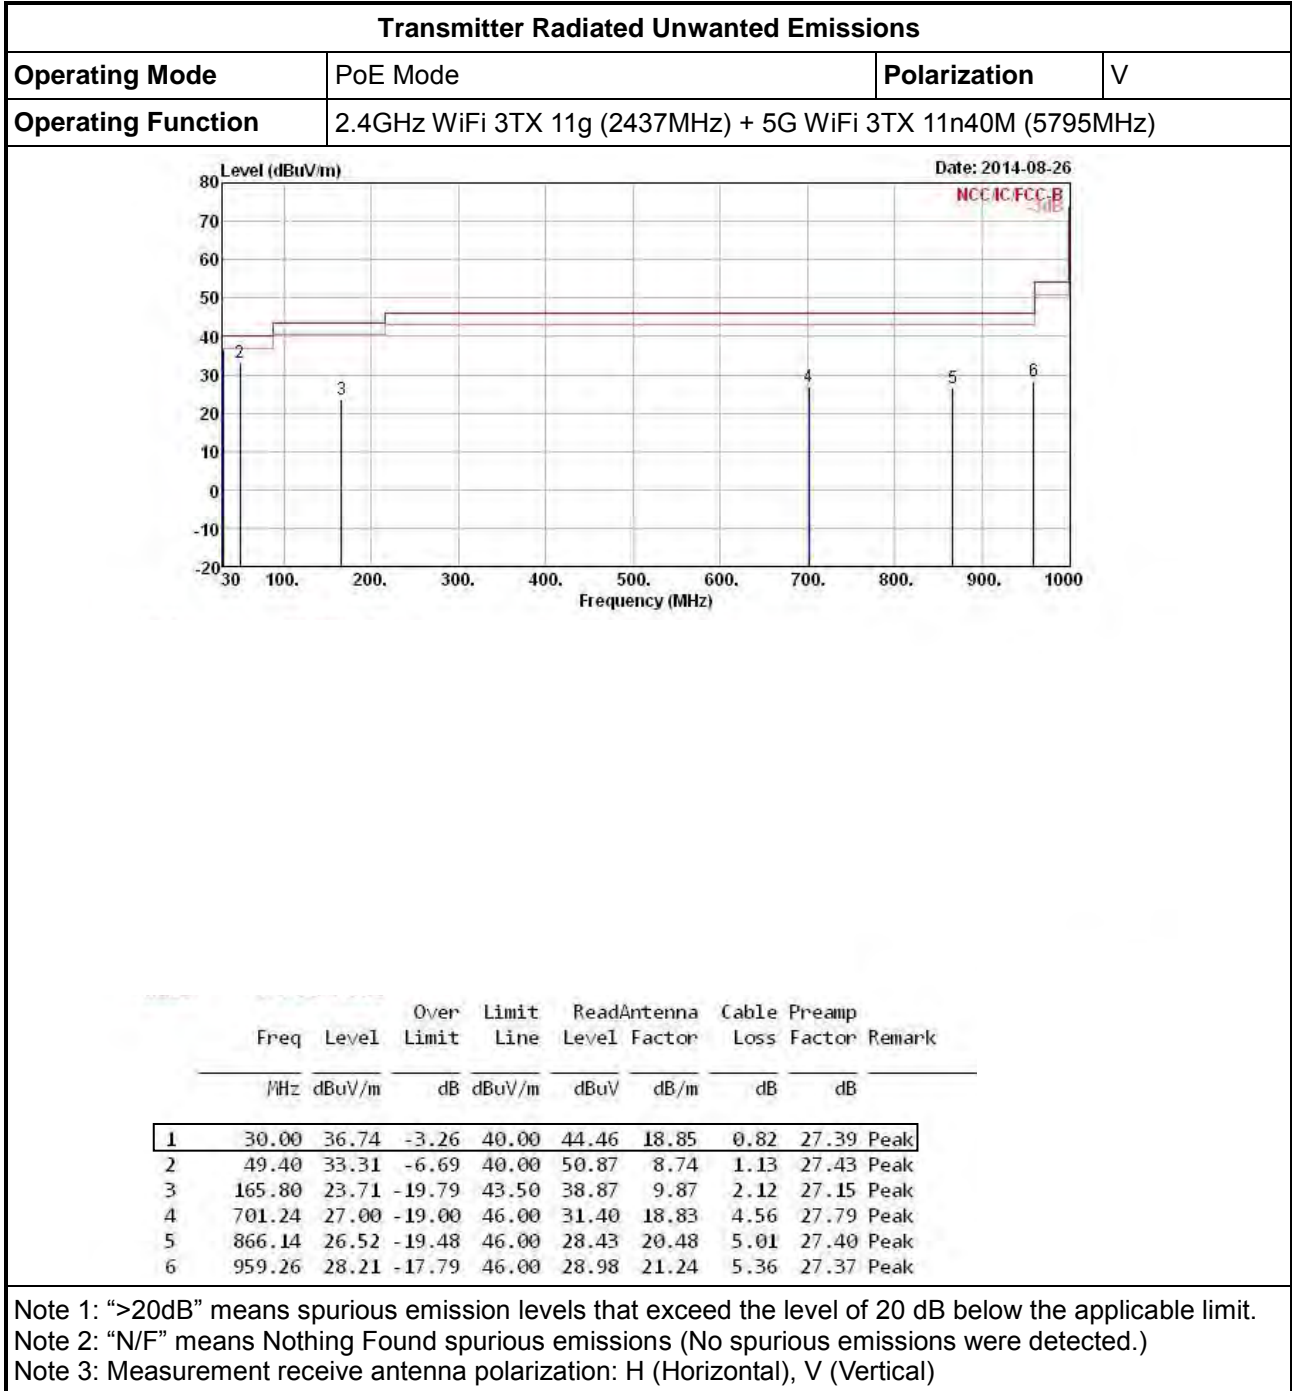 Transmitter Radiated Unwanted Emissions
Operating Mode PoE Mode Polarization V
Operating Function 2.4GHz WiFi 3TX 11g (2437MHz) + 5G WiFi 3TX 11n40M (5795MHz)
Level (dBuV/m) Date: 2014-08-26
NCC/IC/FCC-B
-3dB
80
70
60
50
40
30
20
10
0
-10
-20
2
3
4
5
6
30 100. 200. 300. 400. 500. 600. 700. 800. 900. 1000
Frequency (MHz)
Over Limit ReadAntenna Cable Preamp
Freq Level Limit Line Level Factor Loss Factor Remark
MHz dBuV/m dB dBuV/m dBuV dB/m dB dB
1 30.00 36.74 -3.26 40.00 44.46 18.85 0.82 27.39 Peak
2 49.40 33.31 -6.69 40.00 50.87 8.74 1.13 27.43 Peak
3 165.80 23.71 -19.79 43.50 38.87 9.87 2.12 27.15 Peak
4 701.24 27.00 -19.00 46.00 31.40 18.83 4.56 27.79 Peak
5 866.14 26.52 -19.48 46.00 28.43 20.48 5.01 27.40 Peak
6 959.26 28.21 -17.79 46.00 28.98 21.24 5.36 27.37 Peak
Note 1: “>20dB” means spurious emission levels that exceed the level of 20 dB below the applicable limit.
Note 2: “N/F” means Nothing Found spurious emissions (No spurious emissions were detected.)
Note 3: Measurement receive antenna polarization: H (Horizontal), V (Vertical)